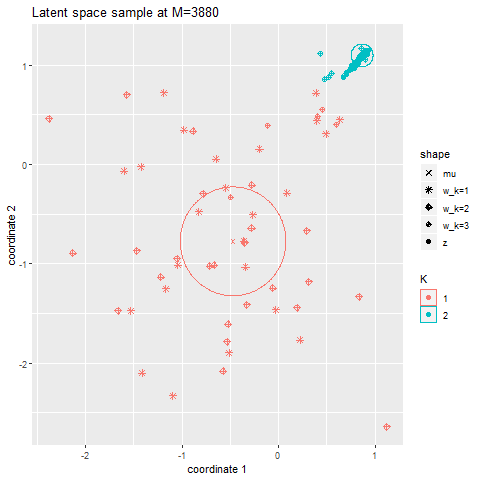 Latent space sample at M=3880
coordinate 2
1
0
-1
-2
-2
-1
0
1
coordinate 1
shape
mu
w_k=1
w_k=2
w_k=3
z
K
1
2